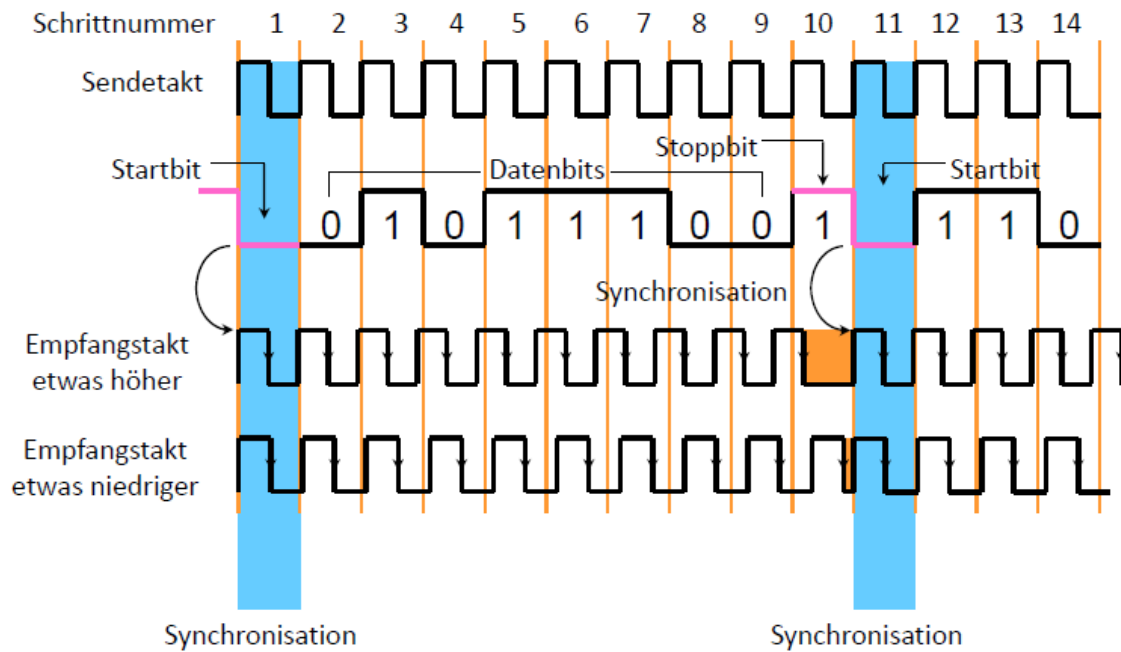 Schrittnummer 1 2 3 4 5 6 7 8 9 10 11 12 13 14
Sendetakt
Stoppbit
Startbit Datenbits Startbit
0 1 0 1 1 1 0 0 1 1 1 0
Synchronisation
Empfangstakt
etwas höher
Empfangstakt
etwas niedriger
Synchronisation Synchronisation